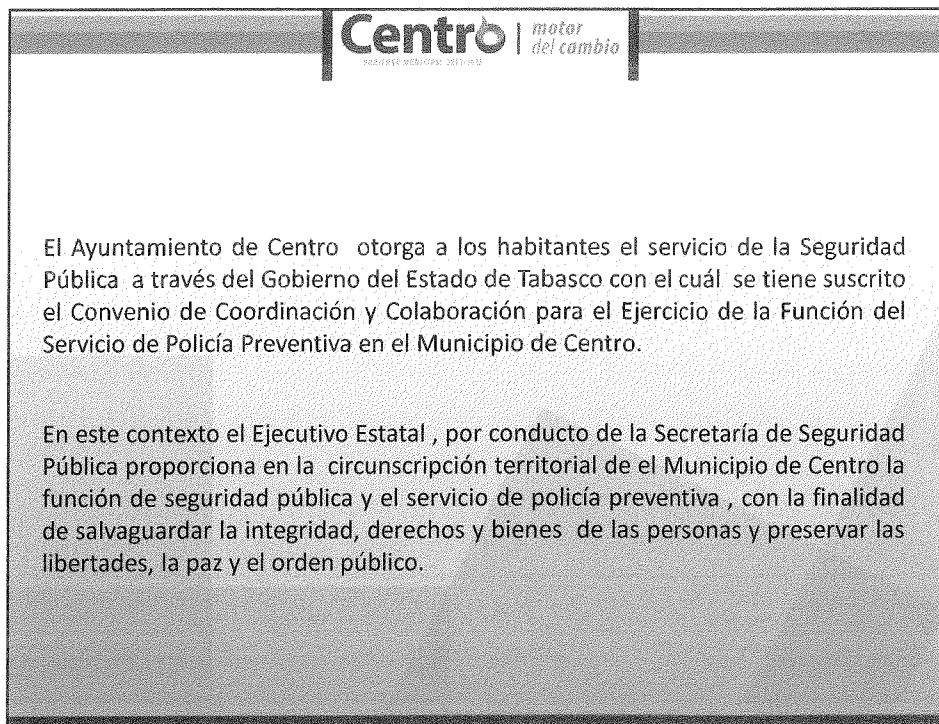 Centro | motor
del cambio
El Ayuntamiento de Centro otorga a los habitantes el servicio de la Seguridad
Pública a través del Gobierno del Estado de Tabasco con el cuál se tiene suscrito
el Convenio de Coordinación y Colaboración para el Ejercicio de la Función del
Servicio de Policía Preventiva en el Municipio de Centro.
En este contexto el Ejecutivo Estatal , por conducto de la Secretaría de Seguridad
Pública proporciona en la circunscripción territorial de el Municipio de Centro la
función de seguridad pública y el servicio de policía preventiva , con la finalidad
de salvaguardar la integridad, derechos y bienes de las personas y preservar las
libertades, la paz y el orden público.